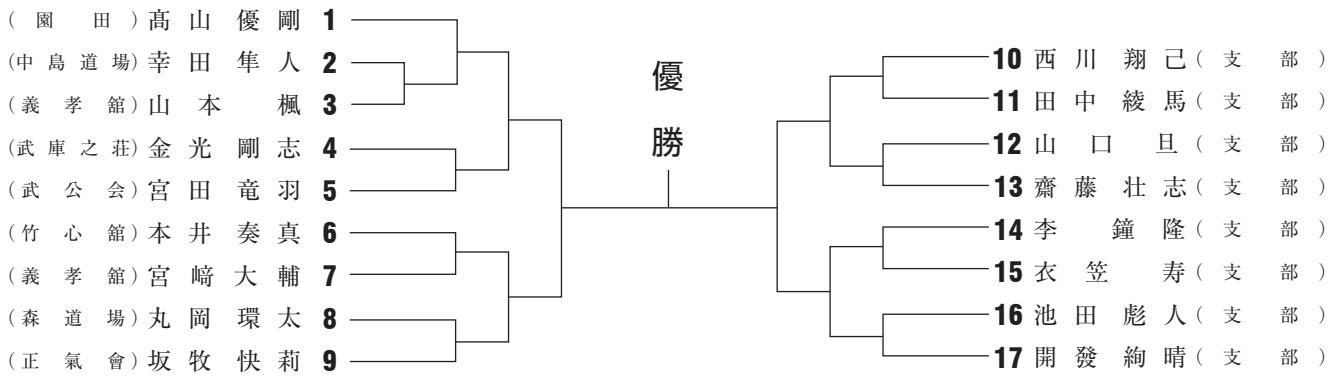 (園田)髙山優剛 1
(中島道場)幸田隼人 2
(義孝舘)山本楓 3
(武庫之荘)金光剛志 4
(武公会)宮田竜羽 5
(竹心舘)本井奏真 6
(義孝舘)宮﨑大輔 7
(森道場)丸岡環太 8
(正氣會)坂牧快莉 9
優勝
10 西川翔己(支部)
11 田中綾馬(支部)
12 山口旦(支部)
13 齋藤壮志(支部)
14 李鐘隆(支部)
15 衣笠寿(支部)
16 池田彪人(支部)
17 開發絢晴(支部)